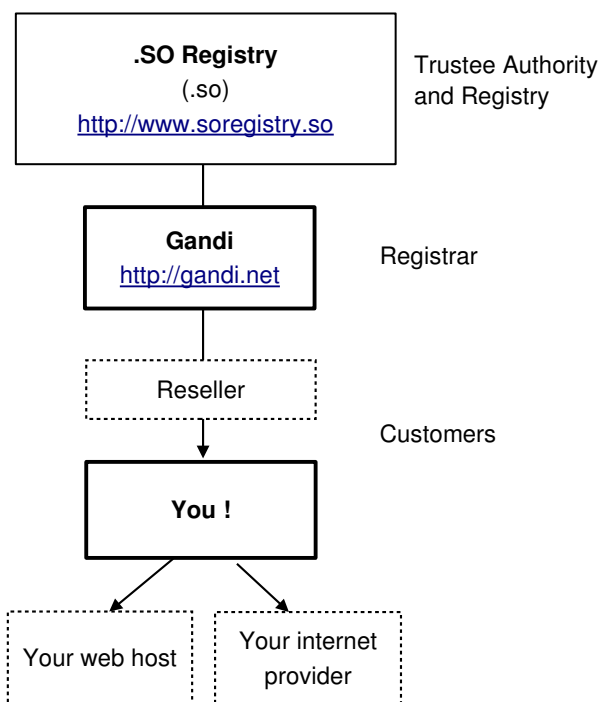 .SO Registry
(.so)
http://www.soregistry.so
Trustee Authority
and Registry
Gandi
http://gandi.net
Registrar
Reseller
Customers
You !
Your web host
Your internet
provider